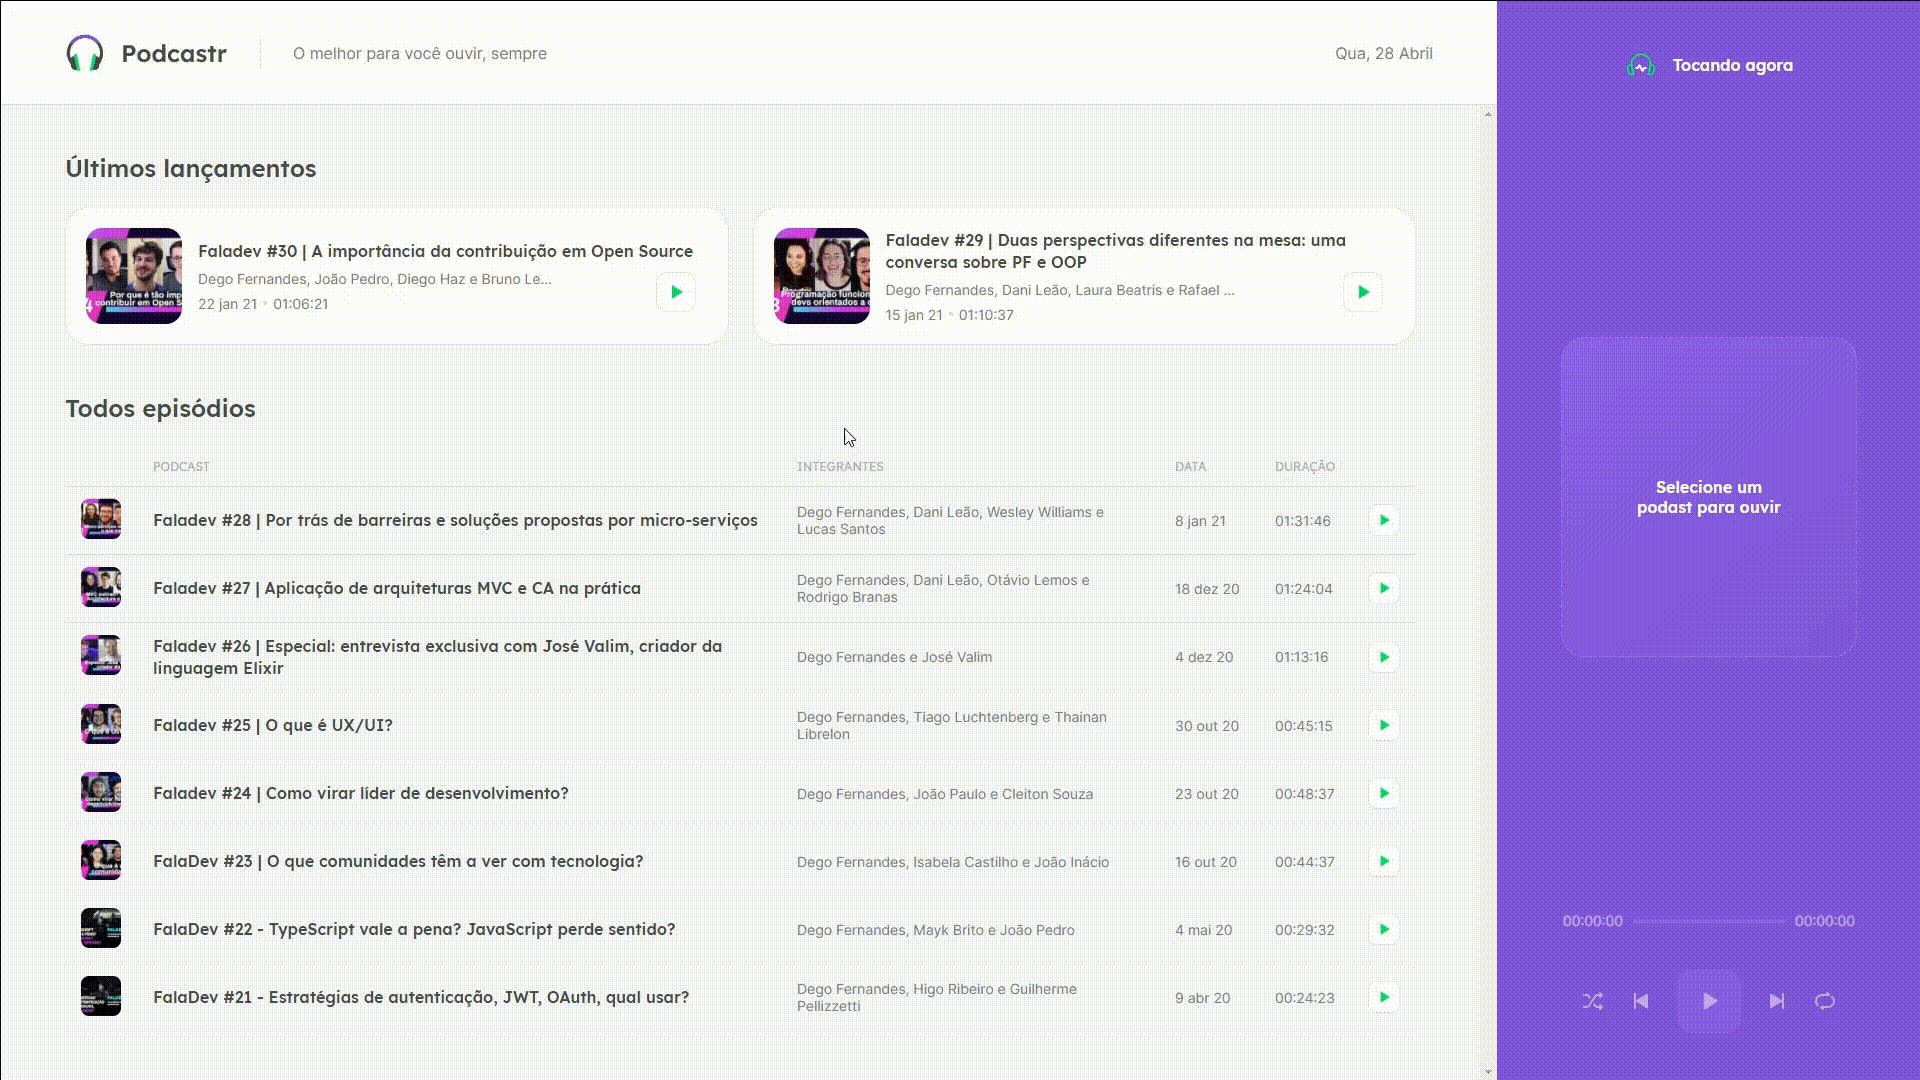 Podcastr
O melhor para você ouvir, sempre
Qua, 28 Abril
Tocando agora
Últimos lançamentos
Faladev #30 | A importância da contribuição em Open Source
Dego Fernandes, João Pedro, Diego Haz e Bruno Le...
22 jan 21 • 01:06:21
Por que é tão imp
contribuir em Open S
Faladev #29 | Duas perspectivas diferentes na mesa: uma
conversa sobre PF e OOP
Dego Fernandes, Dani Leão, Laura Beatris e Rafael ...
15 jan 21 • 01:10:37
Programação funcion
devs orientados a
Todos episódios
PODCAST INTEGRANTES DATA DURAÇÃO
Faladev #28 | Por trás de barreiras e soluções propostas por micro-serviços
Dego Fernandes, Dani Leão, Wesley Williams e
Lucas Santos
8 jan 21
01:31:46
Faladev #27 | Aplicação de arquiteturas MVC e CA na prática
Dego Fernandes, Dani Leão, Otávio Lemos e
Rodrigo Branas
18 dez 20
01:24:04
Faladev #26 | Especial: entrevista exclusiva com José Valim, criador da
linguagem Elixir
Dego Fernandes e José Valim
4 dez 20
01:13:16
Faladev #25 | O que é UX/UI?
Dego Fernandes, Tiago Luchtenberg e Thainan
Librelon
30 out 20
00:45:15
Faladev #24 | Como virar líder de desenvolvimento?
Dego Fernandes, João Paulo e Cleiton Souza
23 out 20
00:48:37
FalaDev #23 | O que comunidades têm a ver com tecnologia?
Dego Fernandes, Isabela Castilho e João Inácio
16 out 20
00:44:37
FalaDev #22 - TypeScript vale a pena? JavaScript perde sentido?
Dego Fernandes, Mayk Brito e João Pedro
4 mai 20
00:29:32
FalaDev #21 - Estratégias de autenticação, JWT, OAuth, qual usar?
Dego Fernandes, Higo Ribeiro e Guilherme
Pellizzetti
9 abr 20
00:24:23
Selecione um
podast para ouvir
00:00:00
00:00:00